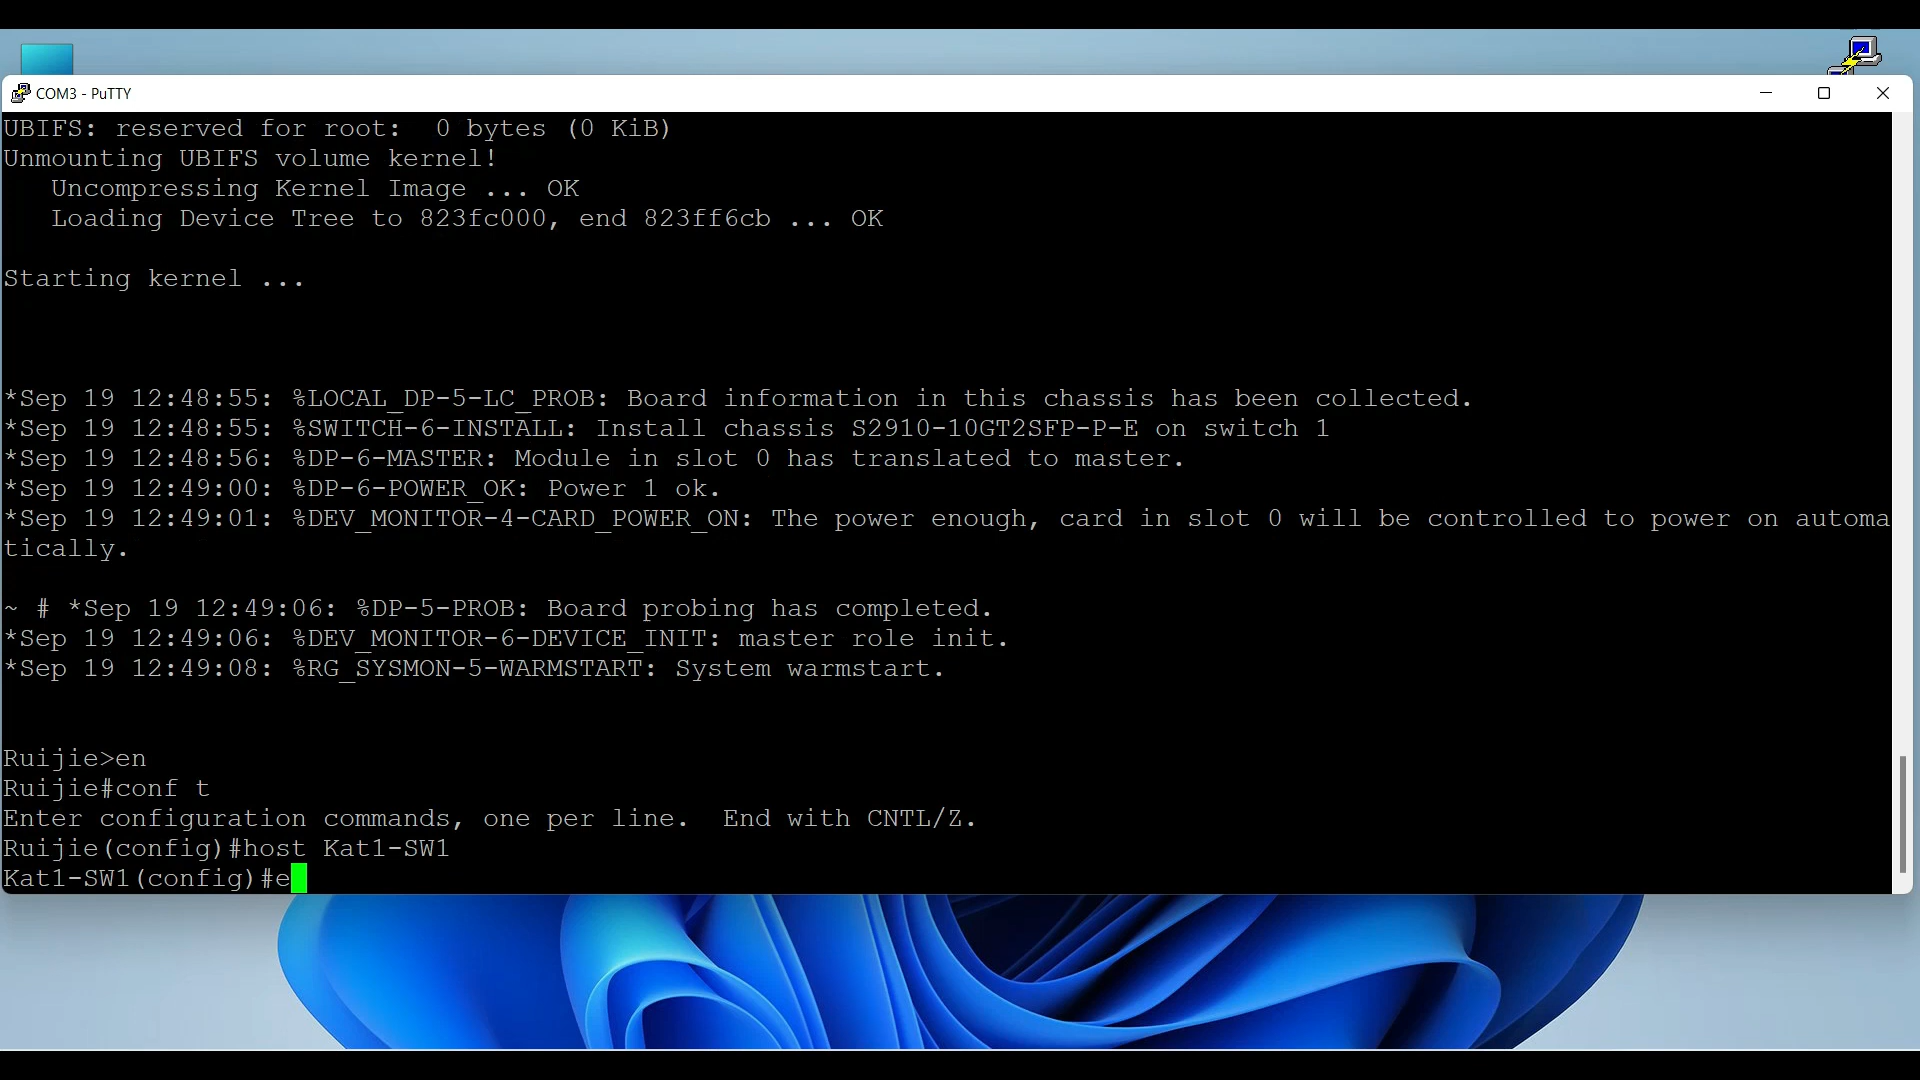 COM3 - PuTTY
UBIFS: reserved for root:  0 bytes (0 KiB)
Unmounting UBIFS volume kernel!
   Uncompressing Kernel Image ... OK
   Loading Device Tree to 823fc000, end 823ff6cb ... OK
Starting kernel ...
*Sep 19 12:48:55: %LOCAL_DP-5-LC_PROB: Board information in this chassis has been collected.
*Sep 19 12:48:55: %SWITCH-6-INSTALL: Install chassis S2910-10GT2SFP-P-E on switch 1
*Sep 19 12:48:56: %DP-6-MASTER: Module in slot 0 has translated to master.
*Sep 19 12:49:00: %DP-6-POWER_OK: Power 1 ok.
*Sep 19 12:49:01: %DEV_MONITOR-4-CARD_POWER_ON: The power enough, card in slot 0 will be controlled to power on automa
tically.
~ # *Sep 19 12:49:06: %DP-5-PROB: Board probing has completed.
*Sep 19 12:49:06: %DEV_MONITOR-6-DEVICE_INIT: master role init.
*Sep 19 12:49:08: %RG_SYSMON-5-WARMSTART: System warmstart.
Ruijie>en
Ruijie#conf t
Enter configuration commands, one per line.  End with CNTL/Z.
Ruijie(config)#host Kat1-SW1
Kat1-SW1(config)#e